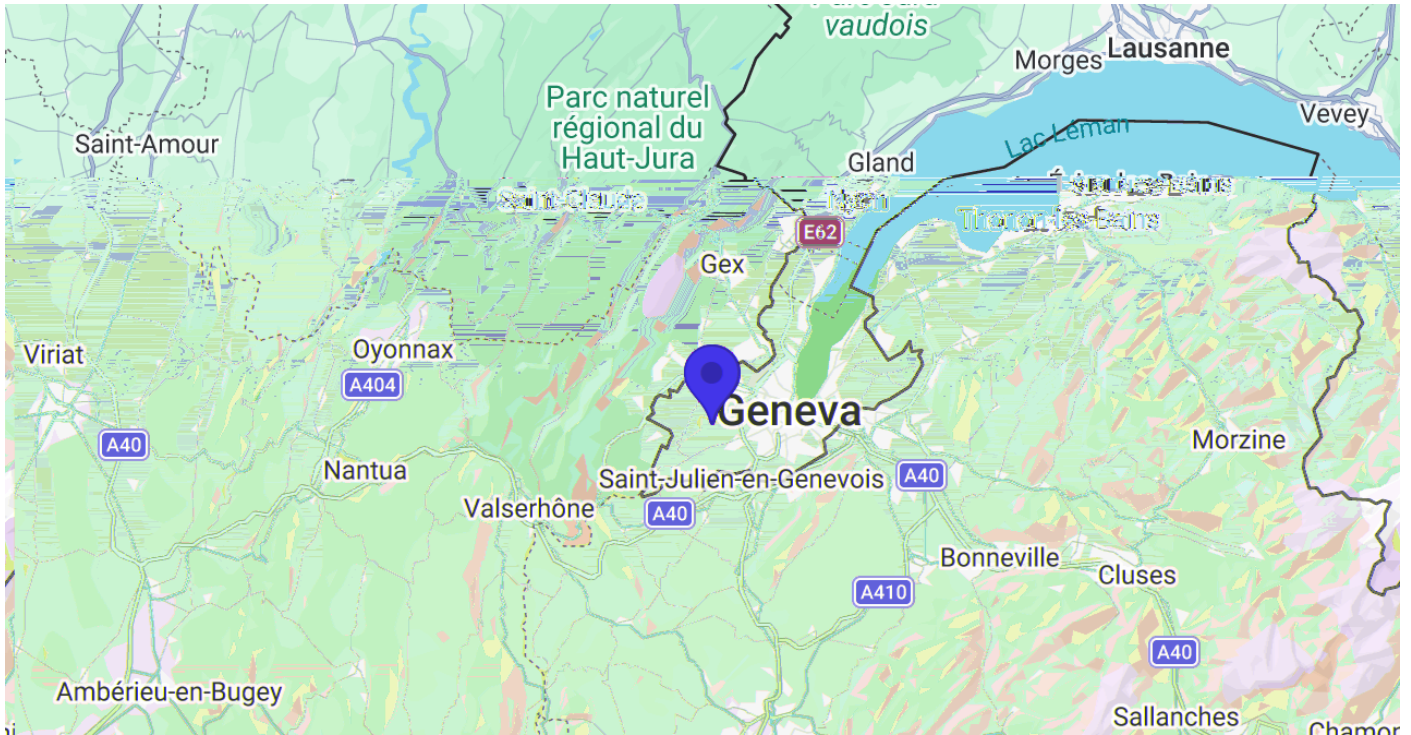 vaudois
Lausanne
Morges
Parc naturel
régional du
Haut-Jura
Vevey
Saint-Amour
Lac Léman
Gland
E62
Gex
Viriat
Oyonnax
A404
Geneva
A40
Morzine
Nantua
Saint-Julien-en-Genevois
A40
Valserhône
A40
Bonneville
Cluses
A410
A40
Ambérieu-en-Bugey
Sallanches